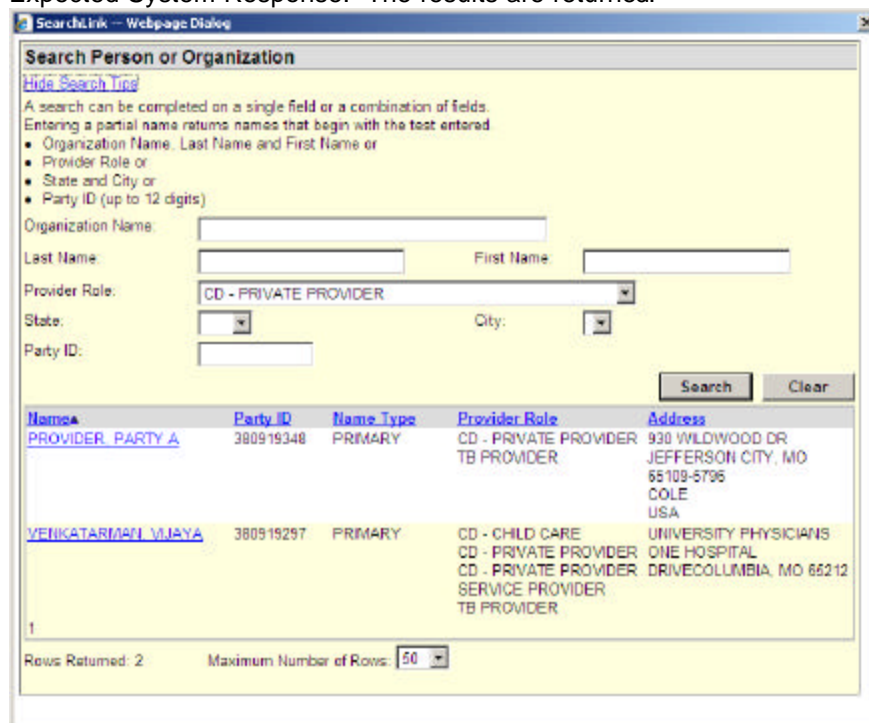 Expected System Response: The results are returned.
SearchLink -- Webpage Dialog
Search Person or Organization
Hide Search Tips
A search can be completed on a single field or a combination of fields.
Entering a partial name returns names that begin with the test entered
• Organization Name, Last Name and First Name or
• Provider Role or
• State and City or
• Party ID (up to 12 digits)
Organization Name:
Last Name: First Name:
Provider Role: CD - PRIVATE PROVIDER
State: City:
Party ID:
Search Clear
Name Party ID Name Type Provider Role Address
PROVIDER, PARTY A 380919348 PRIMARY CD - PRIVATE PROVIDER 930 WILDWOOD DR
TB PROVIDER JEFFERSON CITY, MO
65109-5796
COLE
USA
VENKATARMAN, VIJAYA 380919297 PRIMARY CD - CHILD CARE UNIVERSITY PHYSICIANS
CD - PRIVATE PROVIDER ONE HOSPITAL
CD - PRIVATE PROVIDER DRIVECOLUMBIA, MO 65212
SERVICE PROVIDER
TB PROVIDER
1
Rows Returned: 2 Maximum Number of Rows: 50